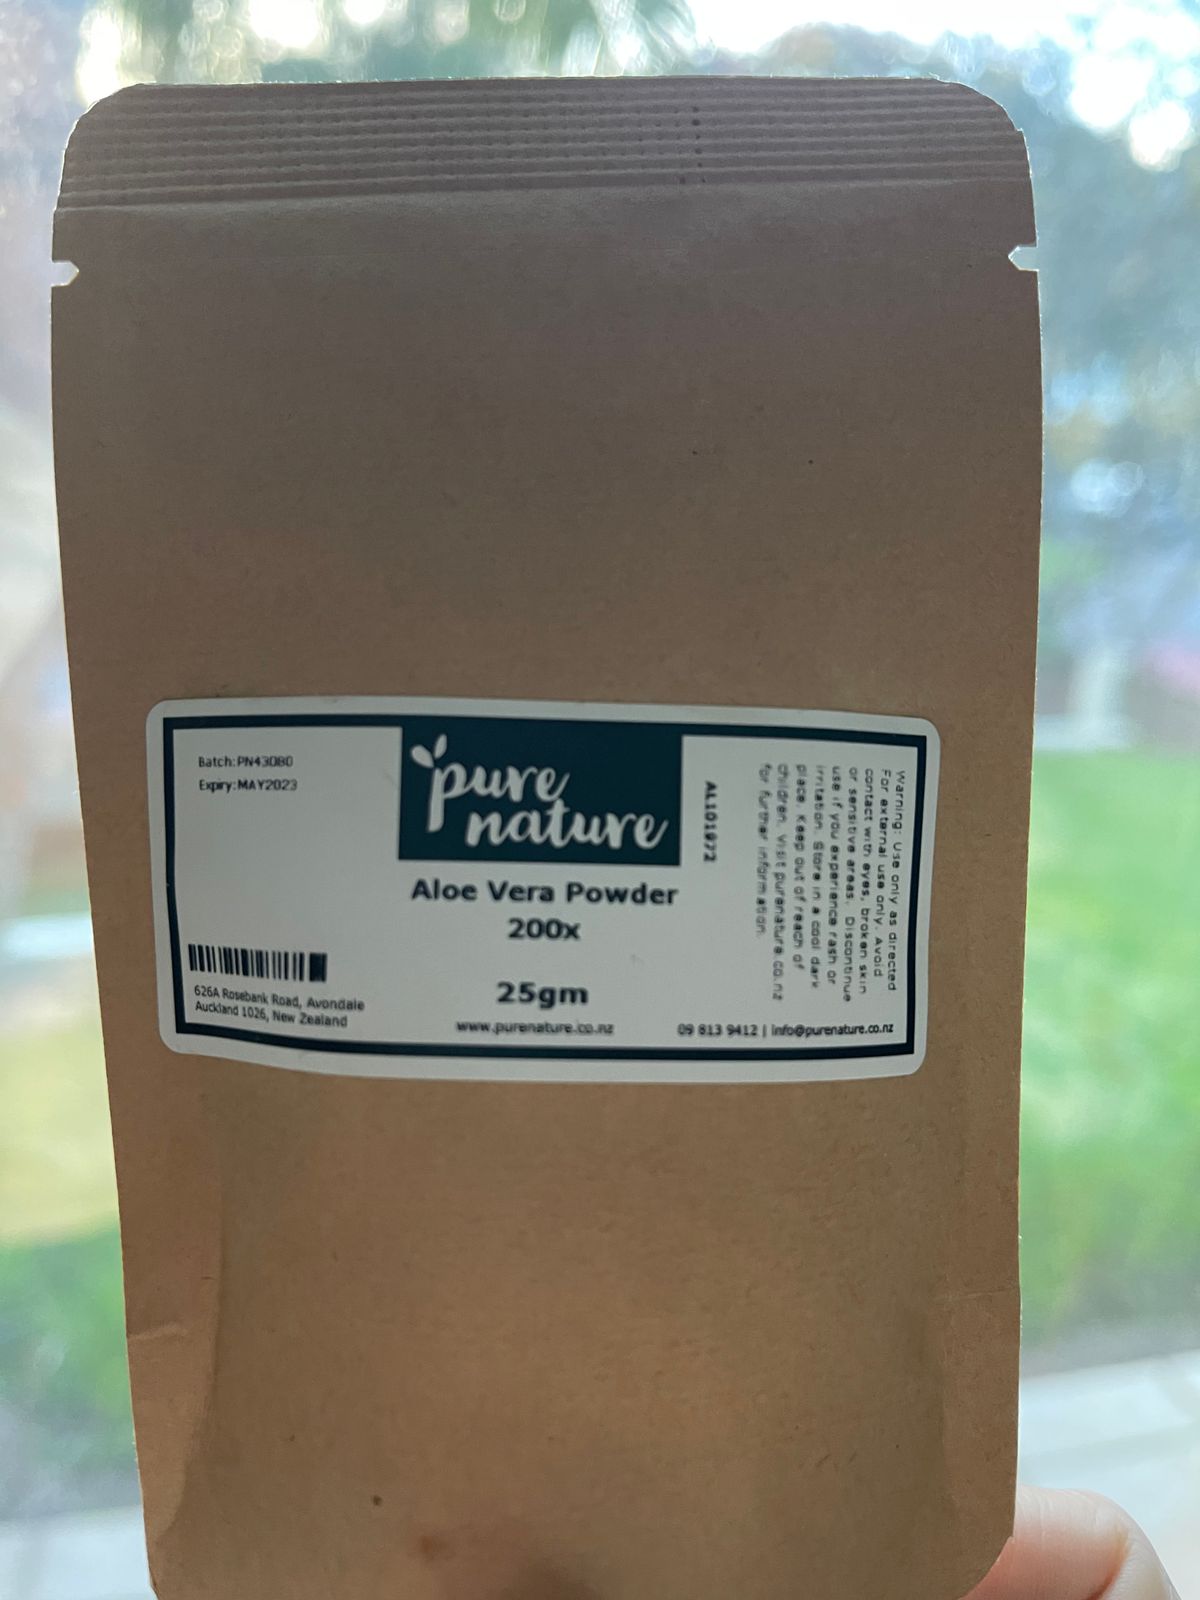 Batch:PN43080
Expiry:MAY2023
pure
nature
Aloe Vera Powder
200x
25gm
www.purenature.co.nz
626A Rosebank Road, Avondale
Auckland 1026, New Zealand
AL101972
Warning: Use only as directed
For external use only. Avoid
contact with eyes, broken skin
or sensitive areas. Discontinue
use if you experience rash or
irritation. Store in a cool dark
place. Keep out of reach of
children. Visit purenature.co.nz
for further information.
09 813 9412 | info@purenature.co.nz